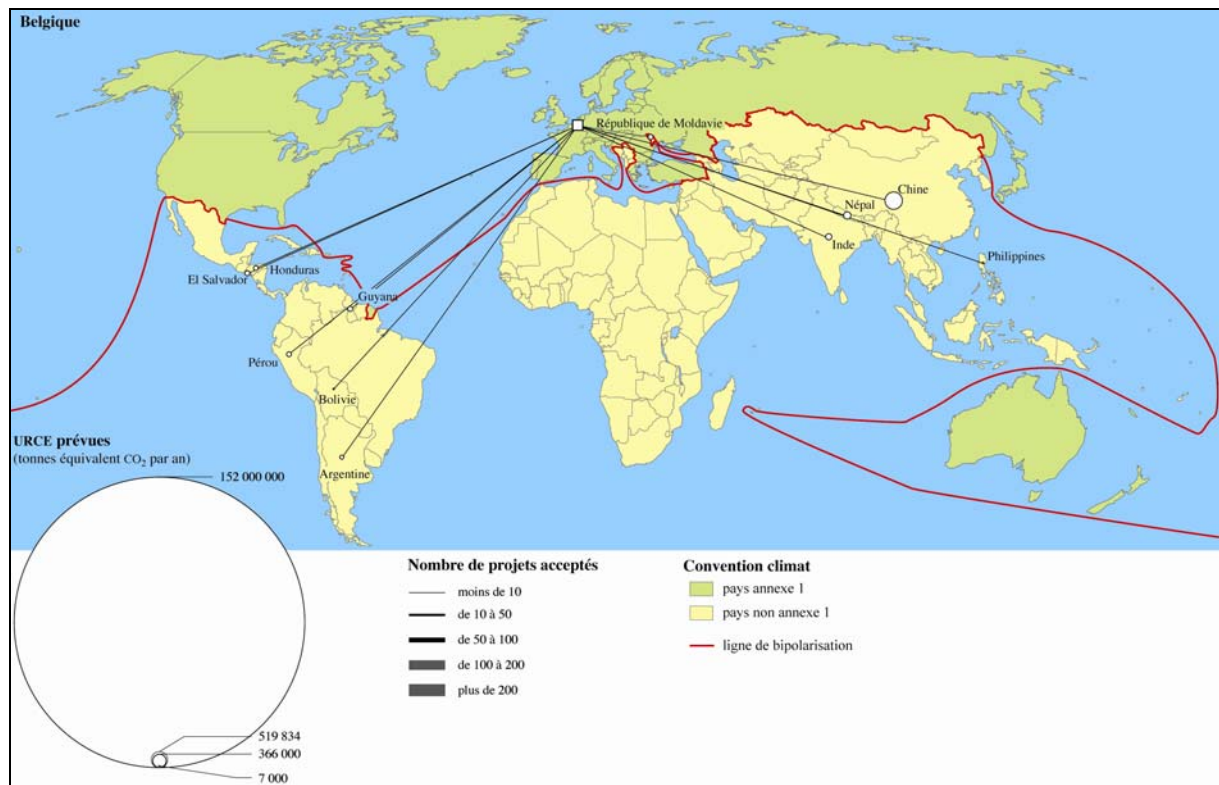 Belgique
République de Moldavie
Chine
Népal
Inde
Philippines
Honduras
El Salvador
Guyana
Pérou
Bolivie
Argentine
URCE prévues
(tonnes équivalent CO₂ par an)
152 000 000
519 834
366 000
7 000
Nombre de projets acceptés
moins de 10
de 10 à 50
de 50 à 100
de 100 à 200
plus de 200
Convention climat
pays annexe 1
pays non annexe 1
ligne de bipolarisation